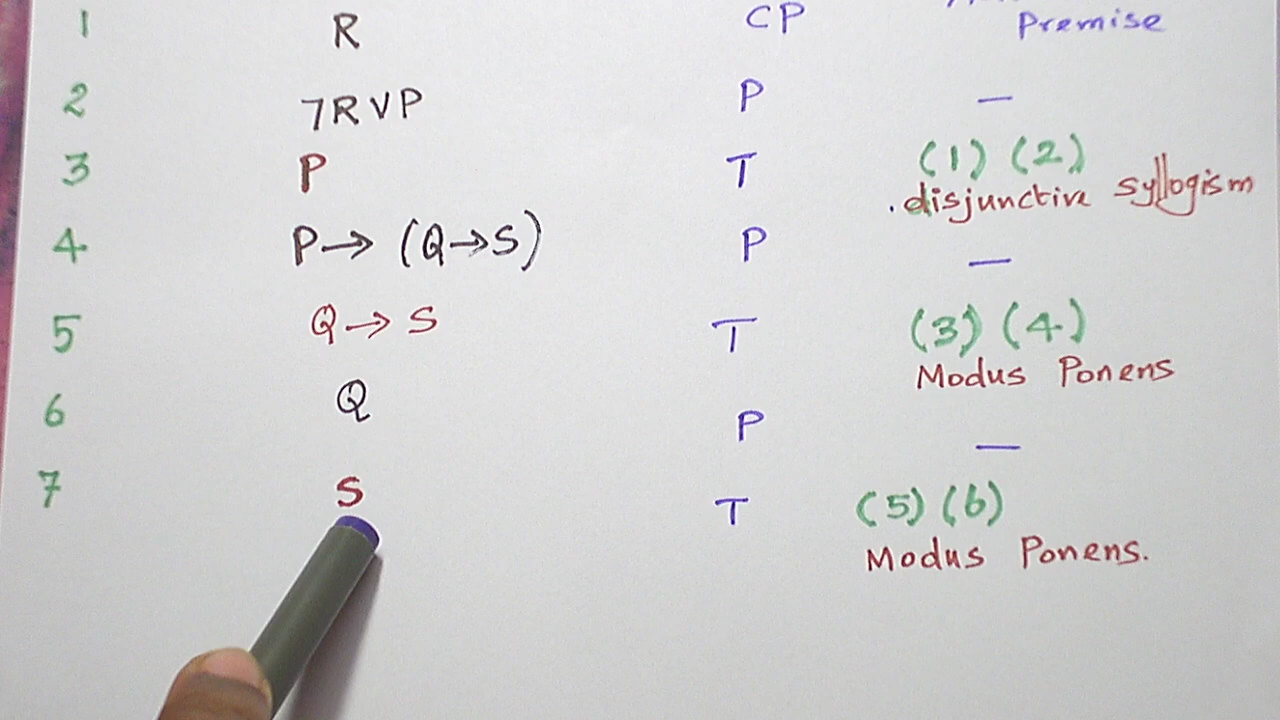 1 R CP Premise
2 ㄱR V P P —
3 P T (1) (2)
.disjunctive syllogism
4 P→ (Q→S) P —
5 Q→ S T (3) (4)
Modus Ponens
6 Q P —
7 S T (5) (6)
Modus Ponens.